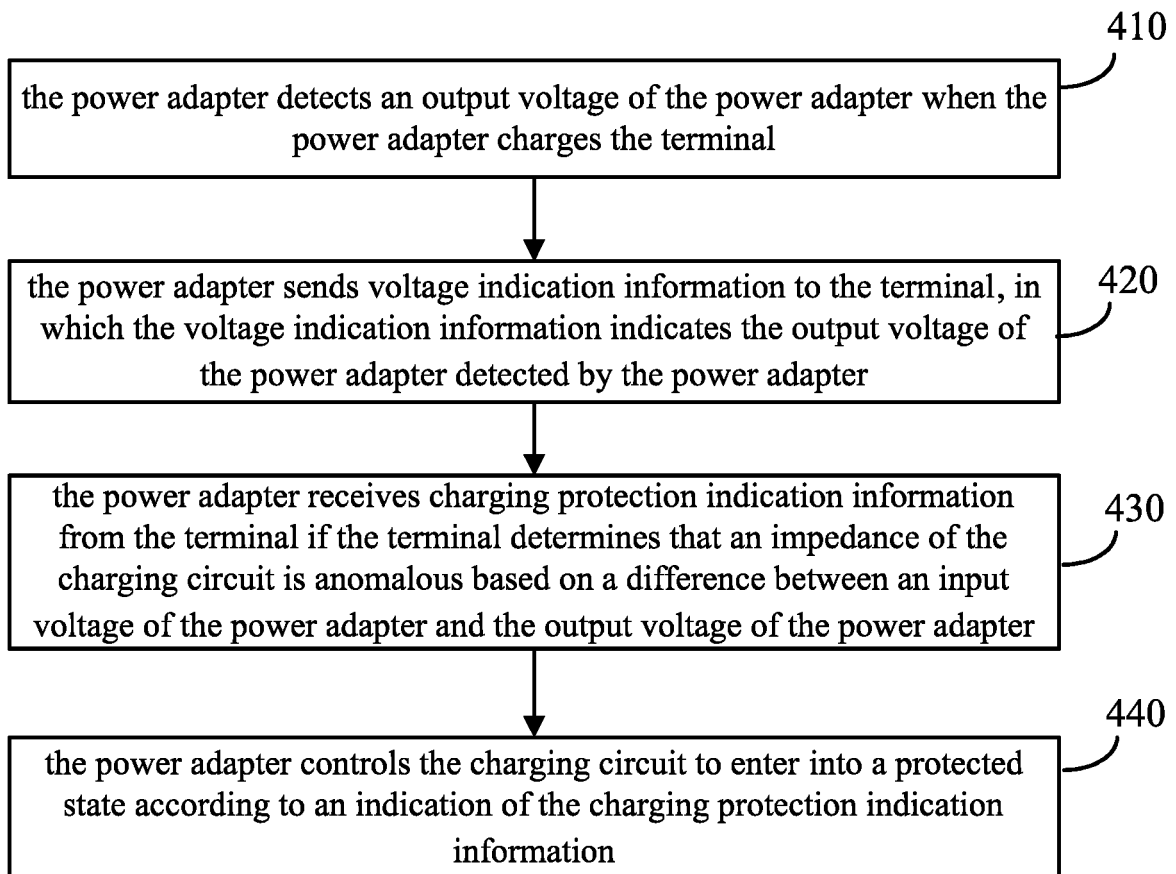 410
the power adapter detects an output voltage of the power adapter when the
power adapter charges the terminal
420
the power adapter sends voltage indication information to the terminal, in
which the voltage indication information indicates the output voltage of
the power adapter detected by the power adapter
430
the power adapter receives charging protection indication information
from the terminal if the terminal determines that an impedance of the
charging circuit is anomalous based on a difference between an input
voltage of the power adapter and the output voltage of the power adapter
440
the power adapter controls the charging circuit to enter into a protected
state according to an indication of the charging protection indication
information